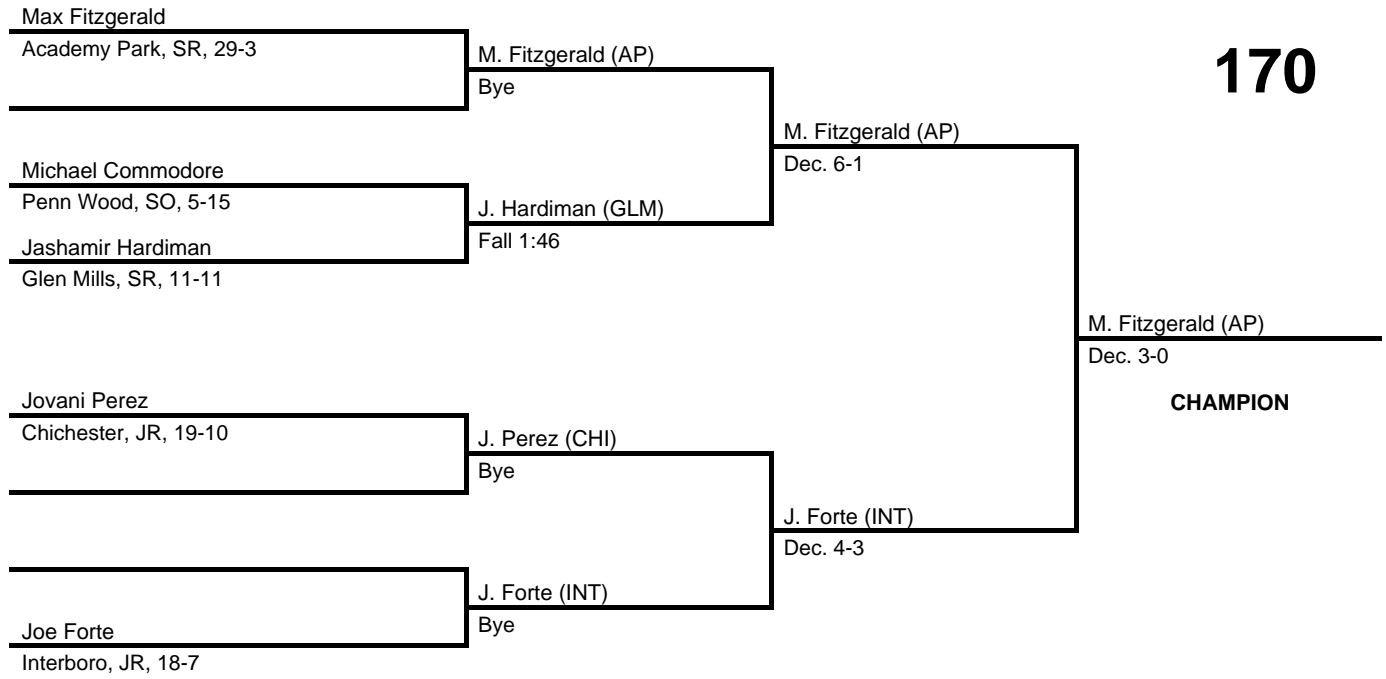 Max Fitzgerald
Academy Park, SR, 29-3
M. Fitzgerald (AP)
Bye
170
M. Fitzgerald (AP)
Dec. 6-1
Michael Commodore
Penn Wood, SO, 5-15
J. Hardiman (GLM)
Fall 1:46
Jashamir Hardiman
Glen Mills, SR, 11-11
M. Fitzgerald (AP)
Dec. 3-0
CHAMPION
Jovani Perez
Chichester, JR, 19-10
J. Perez (CHI)
Bye
J. Forte (INT)
Dec. 4-3
J. Forte (INT)
Bye
Joe Forte
Interboro, JR, 18-7